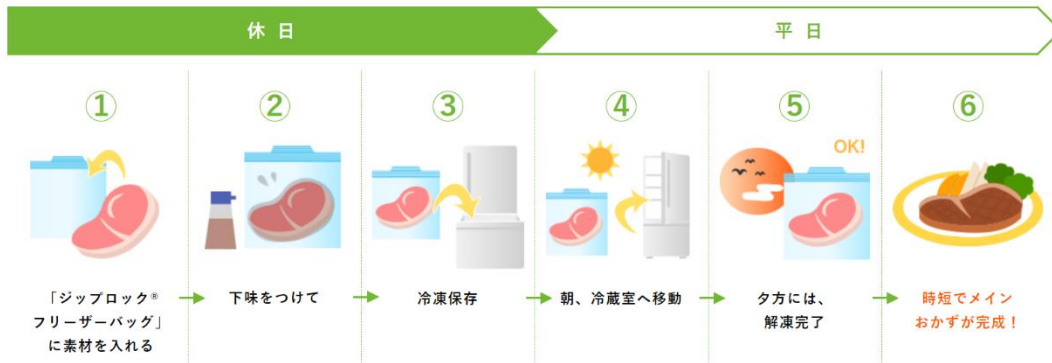 休日
平日
①
②
③
④
⑤
⑥
OK!
「ジップロック®
フリーザーバッグ」
に素材を入れる
下味をつけて
冷凍保存
朝、冷蔵室へ移動
夕方には、
解凍完了
時短でメイン
おかずが完成！